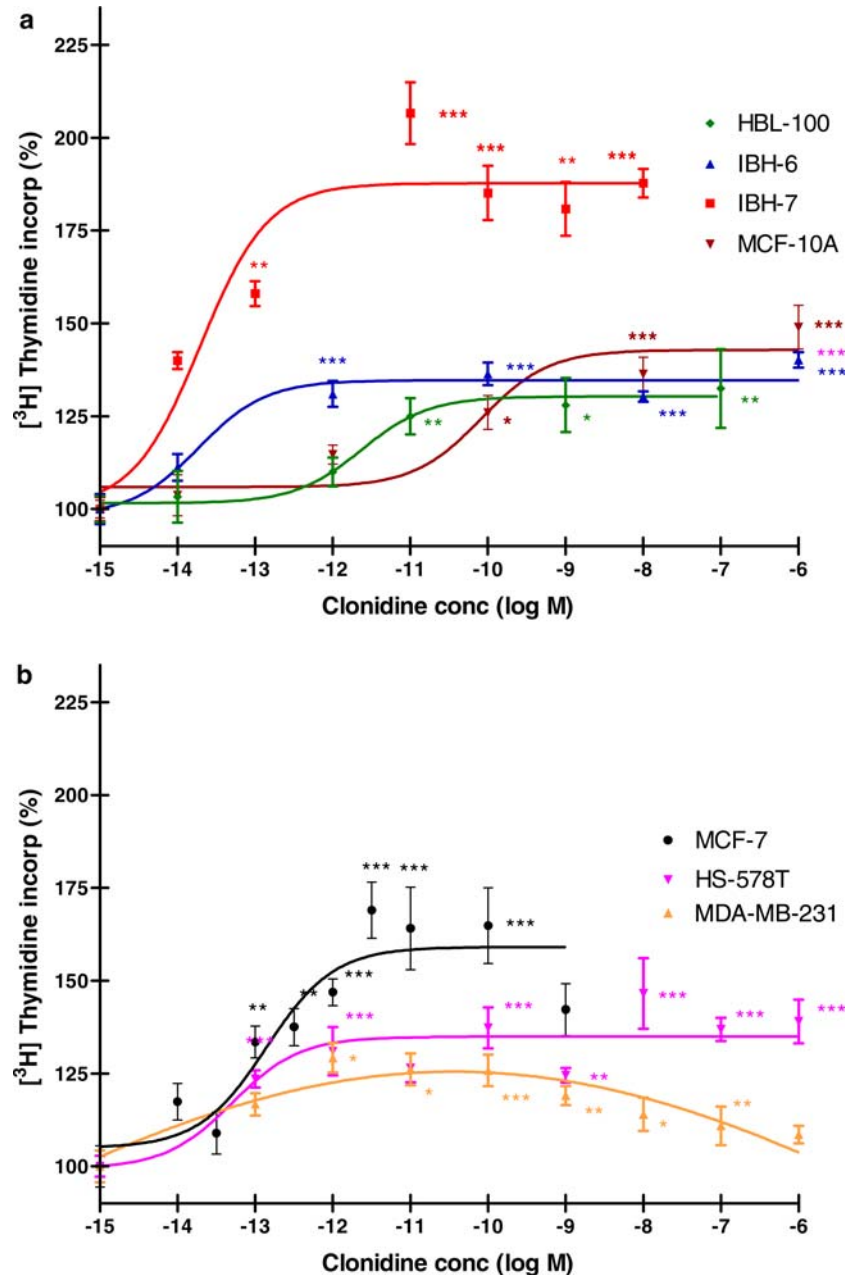 a
225
200
175
150
125
100
[³H] Thymidine incorp (%)
HBL-100
IBH-6
IBH-7
MCF-10A
***
***
**
***
**
***
***
***
***
***
***
***
**
*
*
**
-15 -14 -13 -12 -11 -10 -9 -8 -7 -6
Clonidine conc (log M)
b
225
200
175
150
125
100
[³H] Thymidine incorp (%)
MCF-7
HS-578T
MDA-MB-231
*** ***
***
***
** **
***
***
***
*** ***
***
*
*
***
**
**
*
**
-15 -14 -13 -12 -11 -10 -9 -8 -7 -6
Clonidine conc (log M)